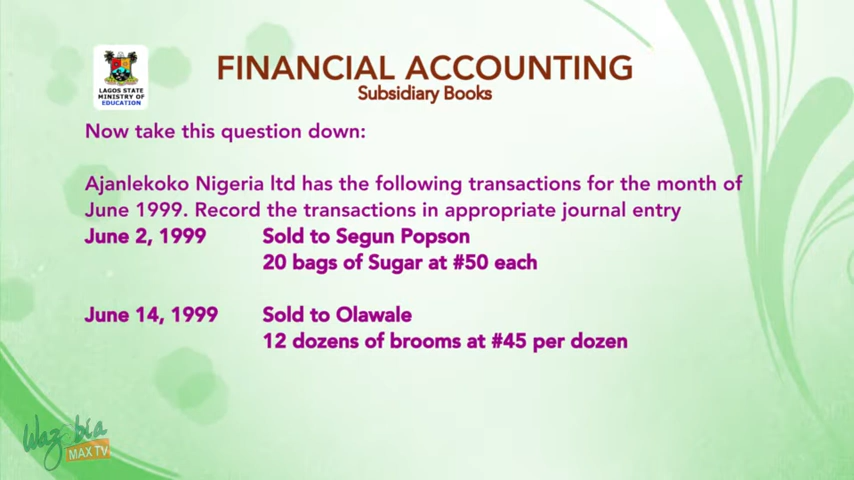 LAGOS STATE
MINISTRY OF
EDUCATION
FINANCIAL ACCOUNTING
Subsidiary Books
Now take this question down:
Ajanlekoko Nigeria ltd has the following transactions for the month of
June 1999. Record the transactions in appropriate journal entry
June 2, 1999 Sold to Segun Popson
20 bags of Sugar at #50 each
June 14, 1999 Sold to Olawale
12 dozens of brooms at #45 per dozen
Wazobia
MAX TV